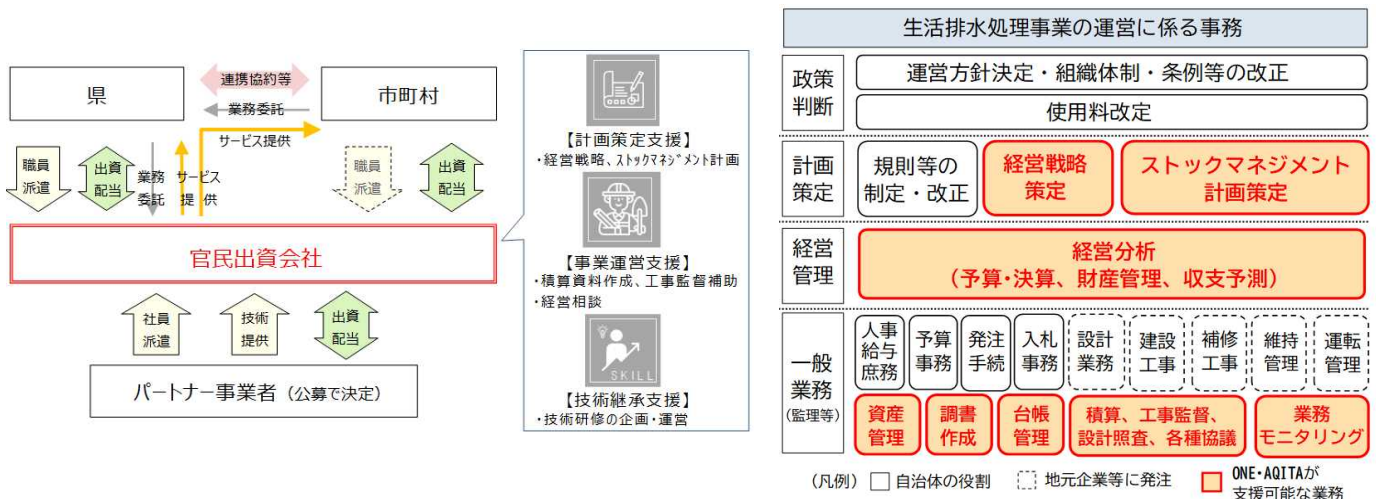 県
連携協約等
業務委託
サービス提供
市町村
職員
派遣
出資
配当
業務
委託
サービス
提 供
職員
派遣
出資
配当
官民出資会社
社員
派遣
技術
提供
出資
配当
パートナー事業者（公募で決定）
【計画策定支援】
・経営戦略、ストックマネジメント計画
【事業運営支援】
・積算資料作成、工事監督補助
・経営相談
SKILL
【技術継承支援】
・技術研修の企画・運営
生活排水処理事業の運営に係る事務
政策
判断
運営方針決定・組織体制・条例等の改正
使用料改定
計画
策定
規則等の
制定・改正
経営戦略
策定
ストックマネジメント
計画策定
経営
管理
経営分析
（予算･決算、財産管理、収支予測）
一般
業務
（監理等）
人事
給与
庶務
予算
事務
発注
手続
入札
事務
設計
業務
建設
工事
補修
工事
維持
管理
運転
管理
資産
管理
調書
作成
台帳
管理
積算、工事監督、
設計照査、各種協議
業務
モニタリング
（凡例）
自治体の役割
地元企業等に発注
ONE･AQITAが
支援可能な業務